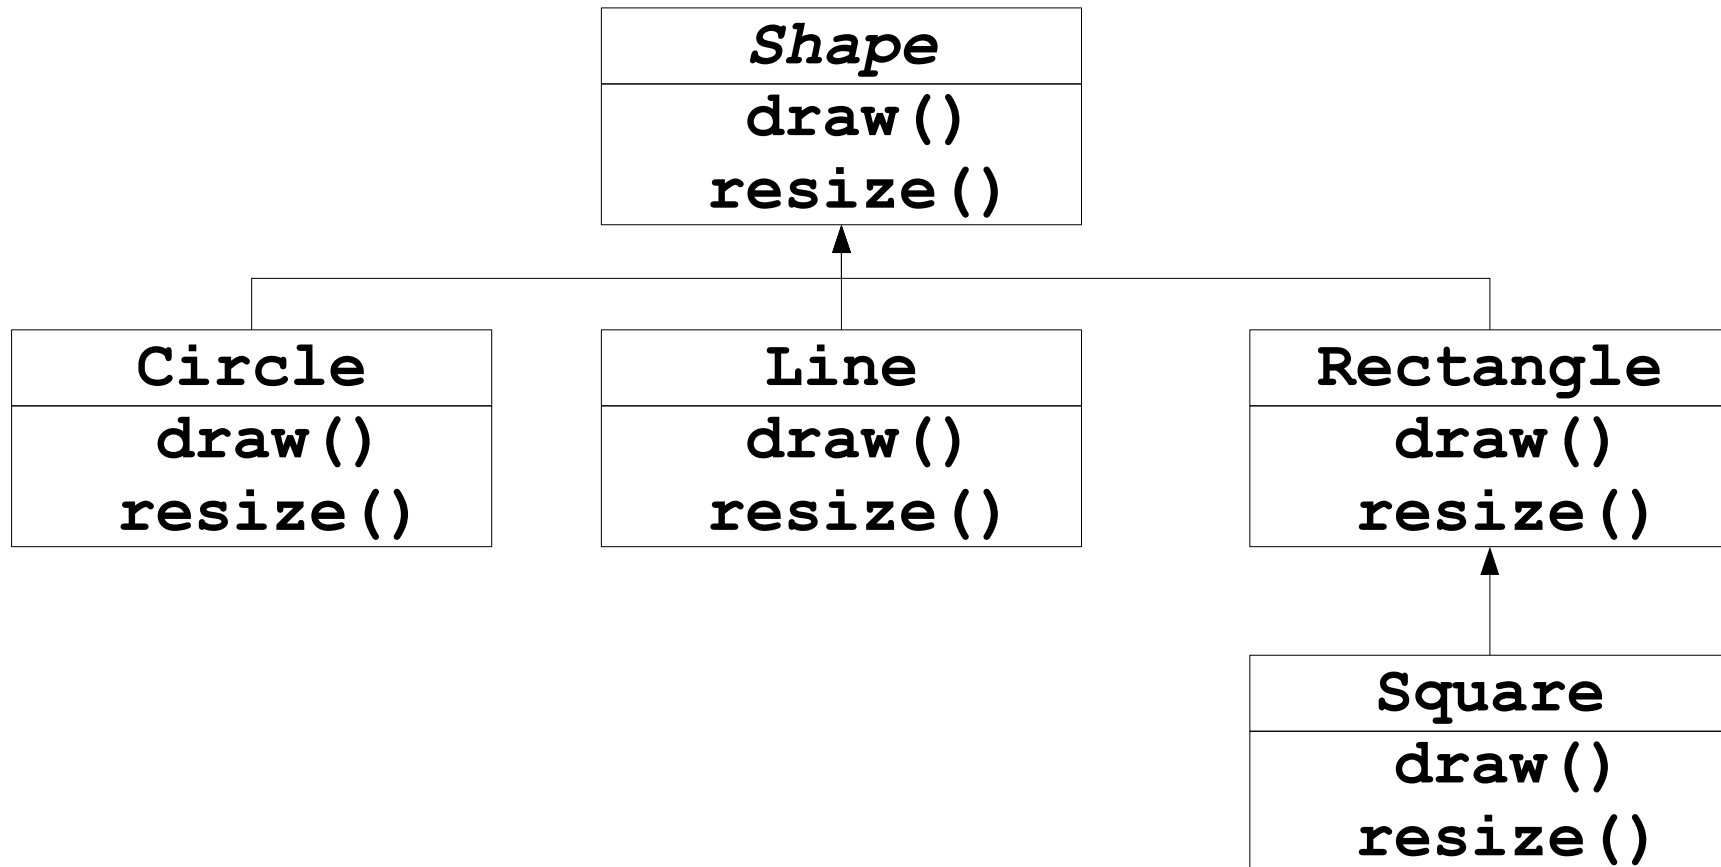 Shape
draw()
resize()
Circle
draw()
resize()
Line
draw()
resize()
Rectangle
draw()
resize()
Square
draw()
resize()